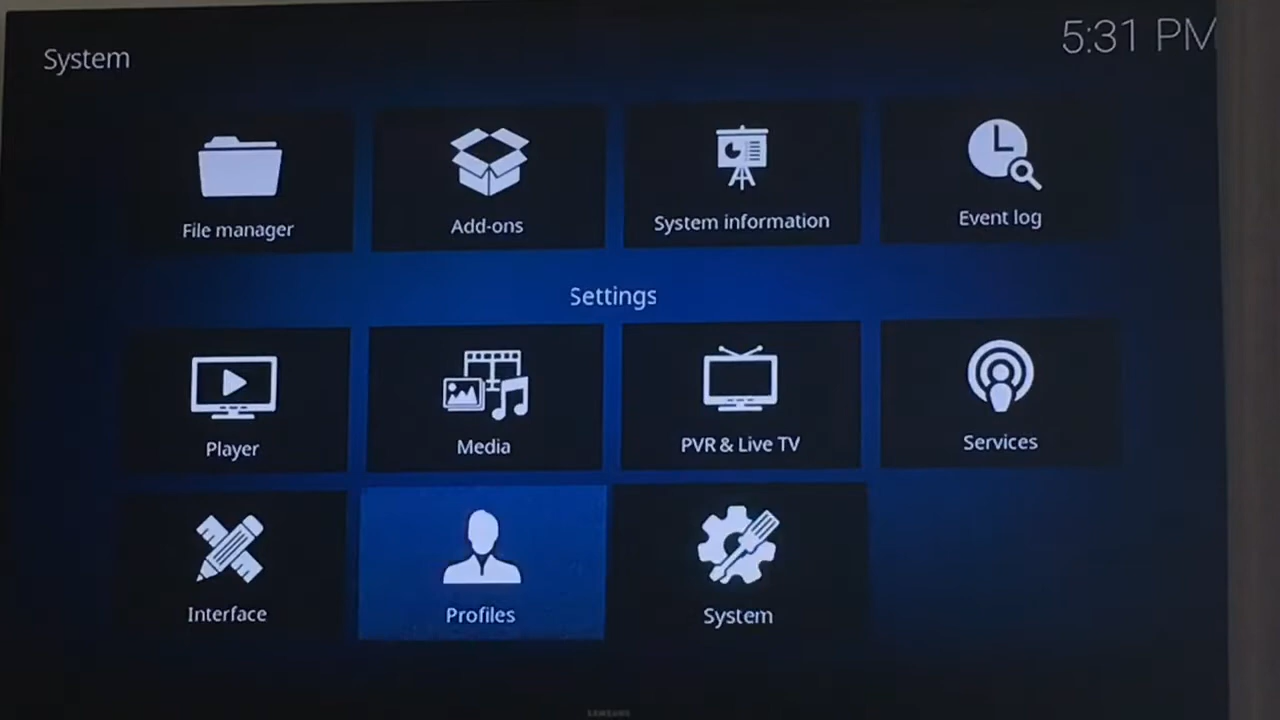 System
5:31 PM
File manager
Add-ons
System information
Event log
Settings
Player
Media
PVR & Live TV
Services
Interface
Profiles
System
SAMSUNG